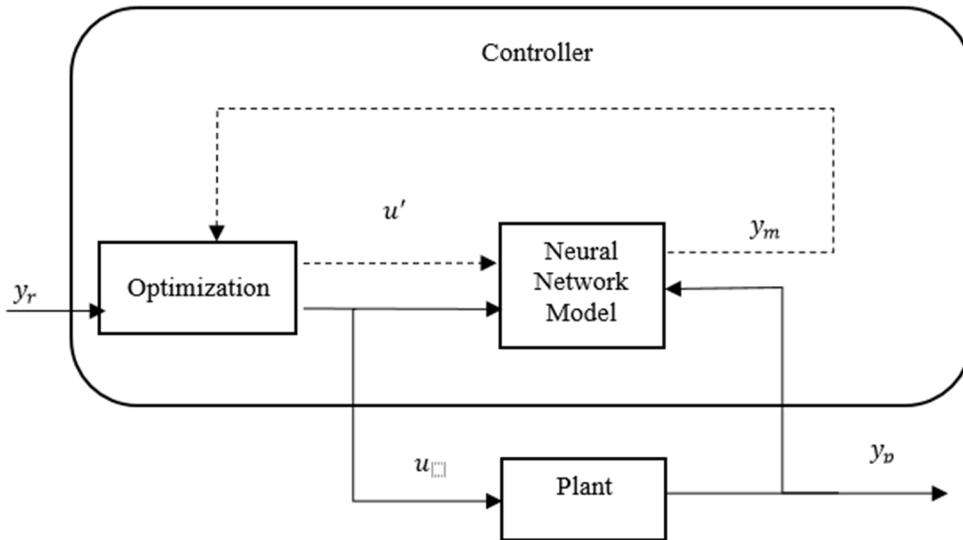 Controller
u′
y_m
Neural
Network
Model
Optimization
y_r
u
y_p
Plant